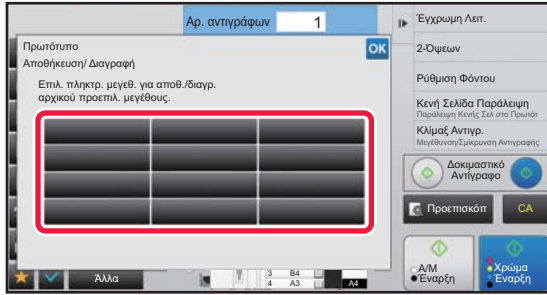 Αρ. αντιγράφων 1
Πρωτότυπο
OK
Αποθήκευση/ Διαγραφή
Επιλ. πληκτρ. μεγεθ. για αποθ./διαγρ.
αρχικού προεπιλ. μεγέθους.
Άλλα
3 B4
4 A3
A4
Έγχρωμη Λειτ.
2-Όψεων
Ρύθμιση Φόντου
Κενή Σελίδα Παράλειψη
Παράλειψη Κενής Σελ στο Πρωτότ
Κλίμαξ Αντιγρ.
Μεγέθυνση/Σμίκρυνση Αντιγραφής
Δοκιμαστικό
Αντίγραφο
Προεπισκόπ
CA
Α/Μ
Έναρξη
Χρώμα
Έναρξη